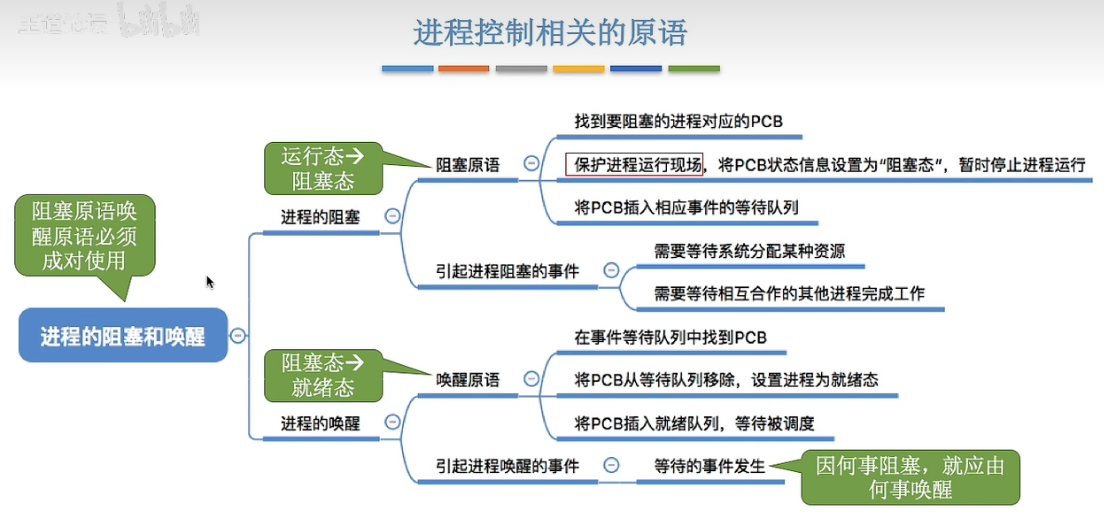 进程控制相关的原语
找到要阻塞的进程对应的PCB
运行态→
阻塞态
阻塞原语
保护进程运行现场，将PCB状态信息设置为“阻塞态”，暂时停止进程运行
将PCB插入相应事件的等待队列
进程的阻塞
阻塞原语唤
醒原语必须
成对使用
引起进程阻塞的事件
需要等待系统分配某种资源
需要等待相互合作的其他进程完成工作
进程的阻塞和唤醒
在事件等待队列中找到PCB
阻塞态→
就绪态
唤醒原语
将PCB从等待队列移除，设置进程为就绪态
将PCB插入就绪队列，等待被调度
进程的唤醒
引起进程唤醒的事件
等待的事件发生
因何事阻塞，就应由
何事唤醒